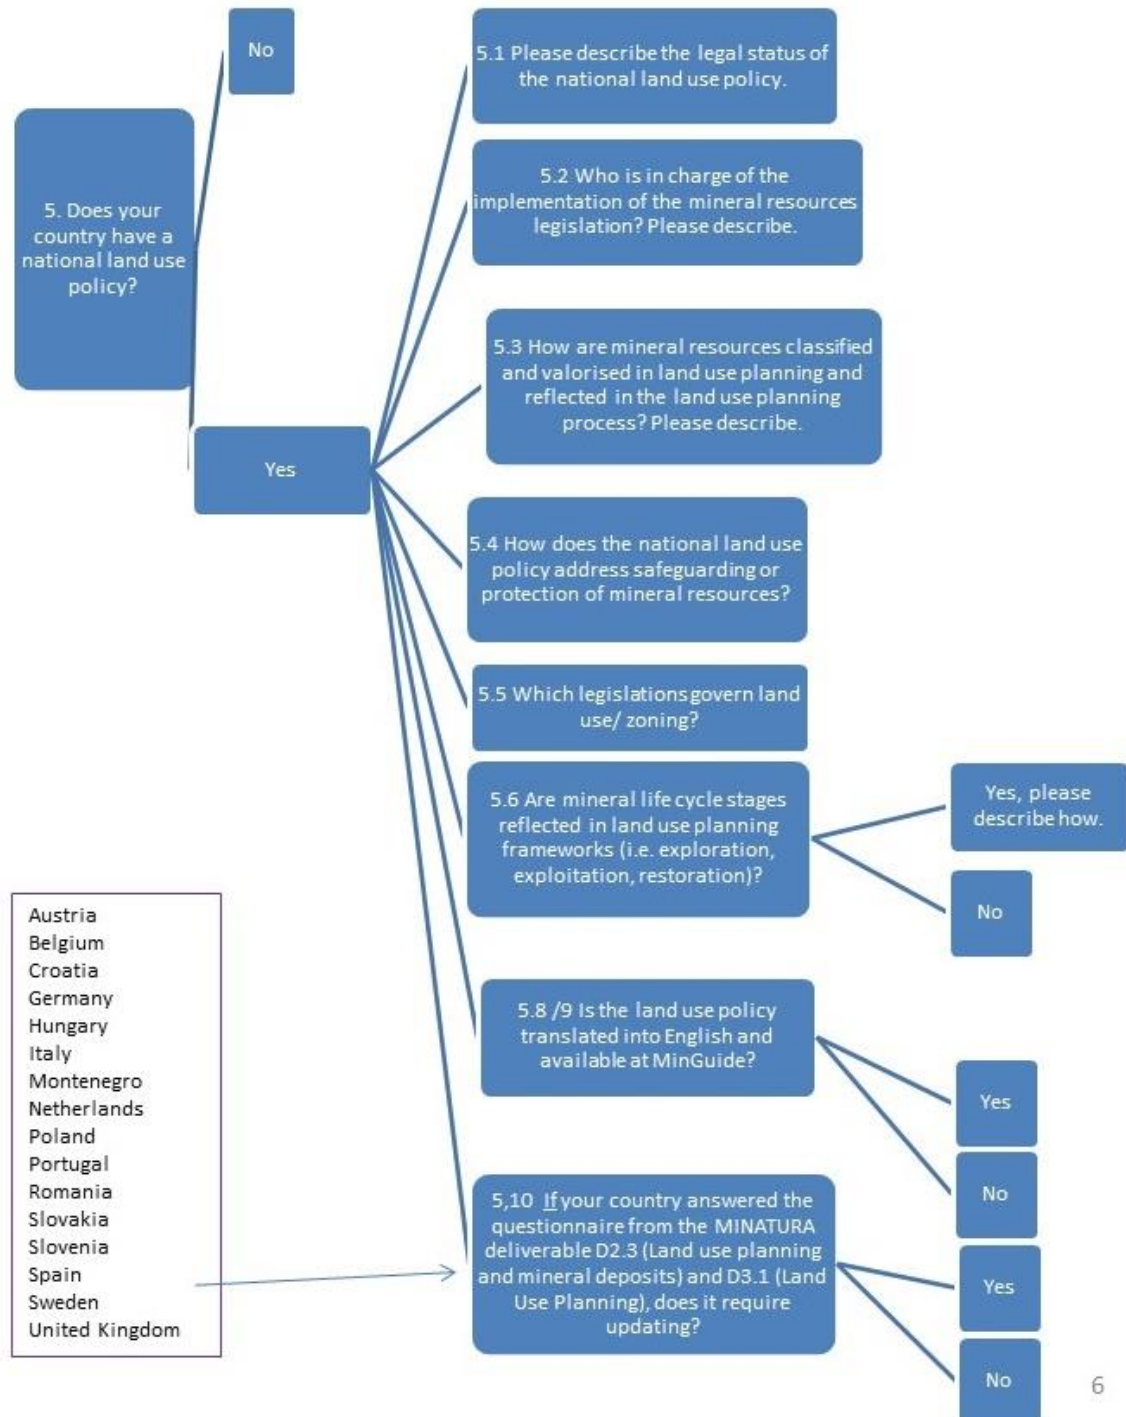 No
5. Does your
country have a
national land use
policy?
Yes
5.1 Please describe the legal status of
the national land use policy.
5.2 Who is in charge of the
implementation of the mineral resources
legislation? Please describe.
5.3 How are mineral resources classified
and valorised in land use planning and
reflected in the land use planning
process? Please describe.
5.4 How does the national land use
policy address safeguarding or
protection of mineral resources?
5.5 Which legislations govern land
use/ zoning?
5.6 Are mineral life cycle stages
reflected in land use planning
frameworks (i.e. exploration,
exploitation, restoration)?
Yes, please
describe how.
No
5.8 /9 Is the land use policy
translated into English and
available at MinGuide?
Yes
No
5,10 If your country answered the
questionnaire from the MINATURA
deliverable D2.3 (Land use planning
and mineral deposits) and D3.1 (Land
Use Planning), does it require
updating?
Yes
No
Austria
Belgium
Croatia
Germany
Hungary
Italy
Montenegro
Netherlands
Poland
Portugal
Romania
Slovakia
Slovenia
Spain
Sweden
United Kingdom
6